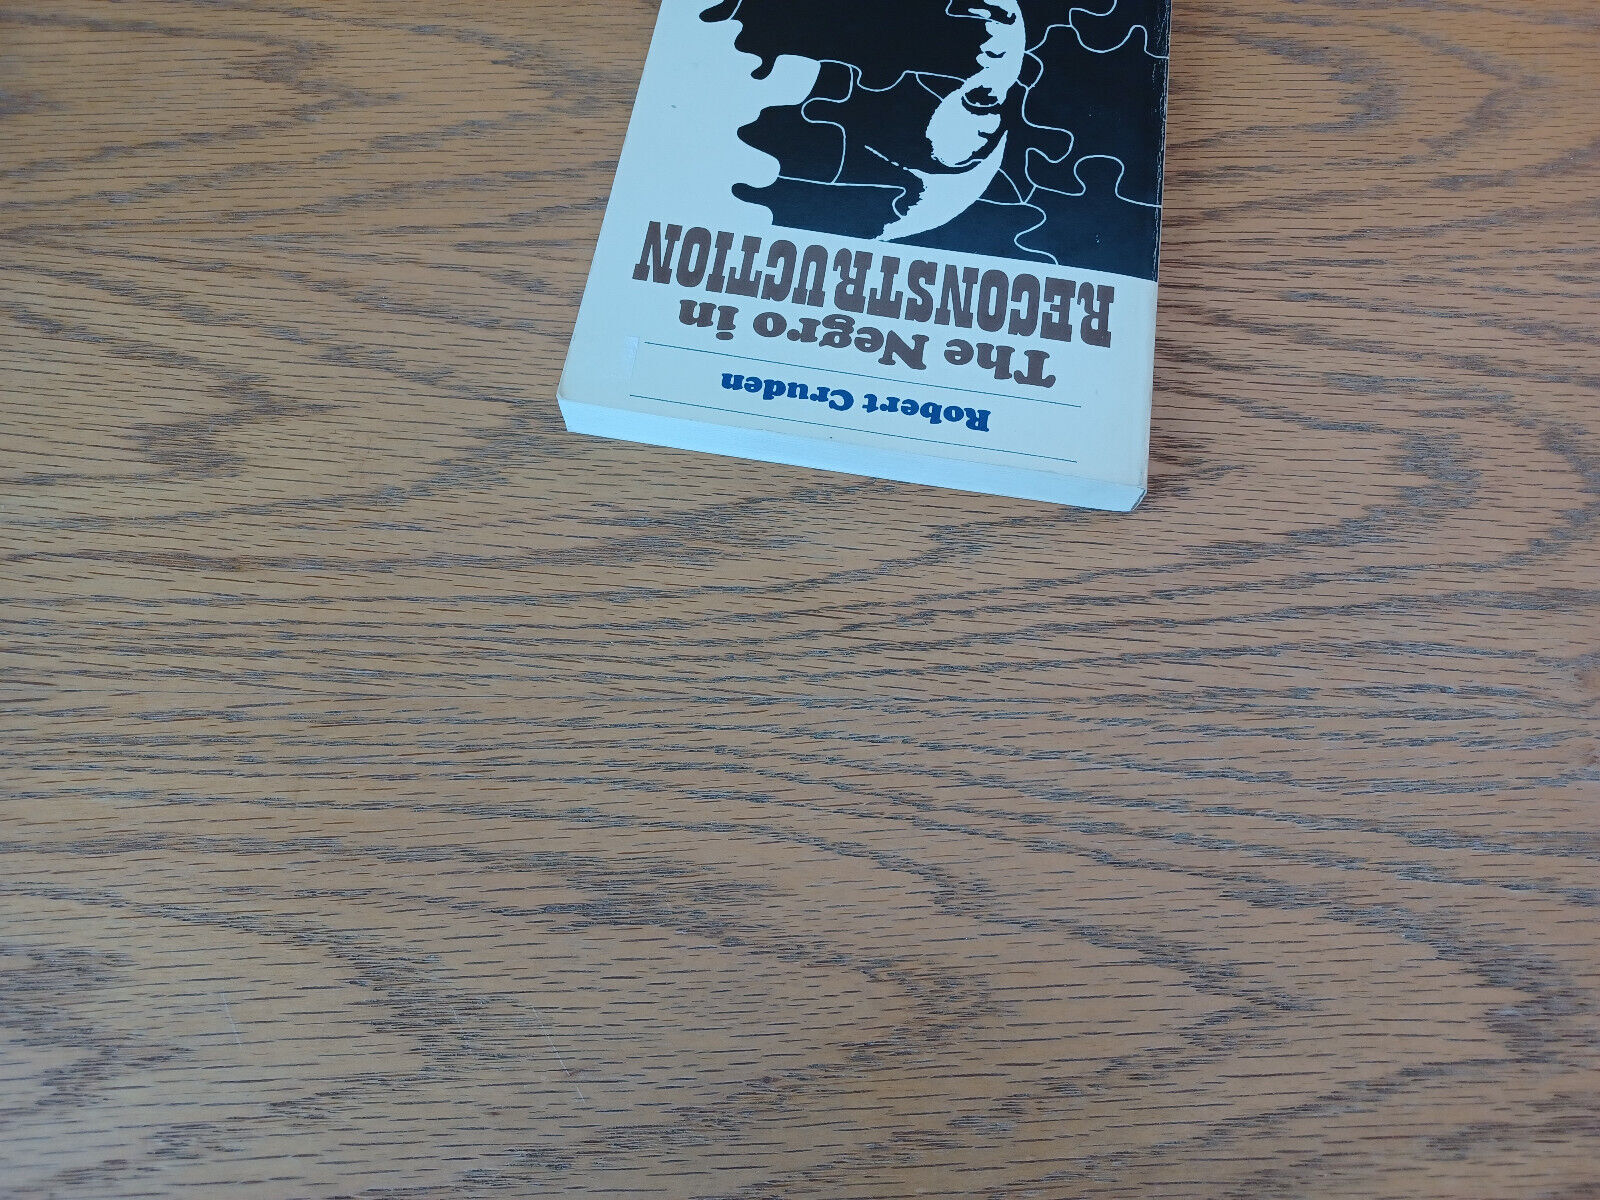 Robert Cruden
The Negro in
RECONSTRUCTION